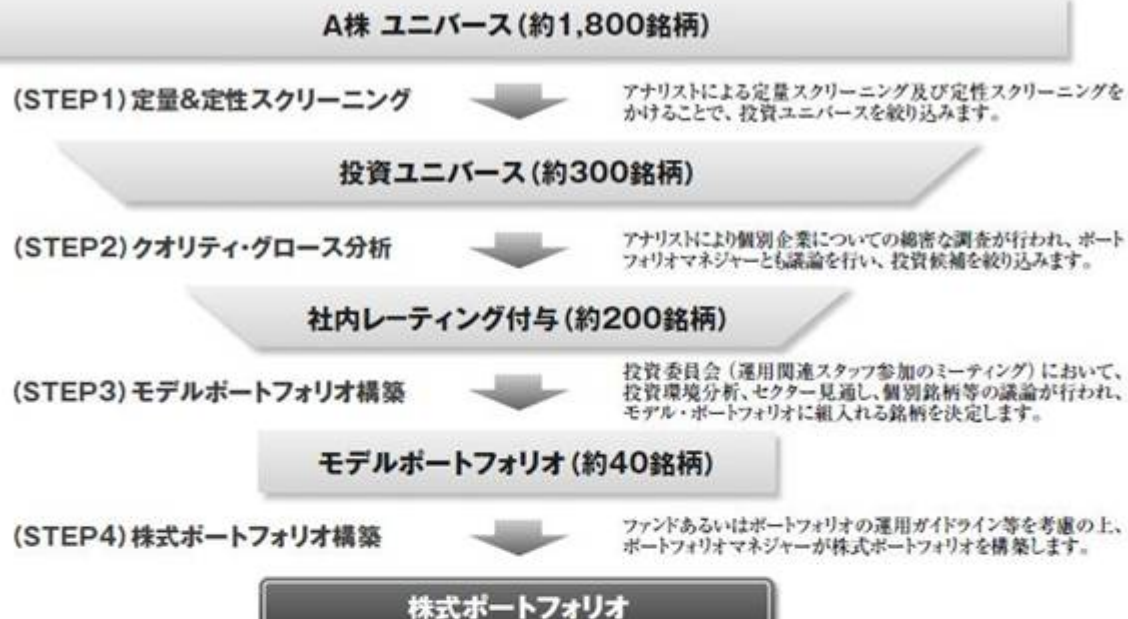 A株 ユニバース(約1,800銘柄)
(STEP1)定量&定性スクリーニング
アナリストによる定量スクリーニング及び定性スクリーニングを
かけることで、投資ユニバースを絞り込みます。
投資ユニバース(約300銘柄)
(STEP2)クオリティ・グロース分析
アナリストにより個別企業についての綿密な調査が行われ、ポート
フォリオマネジャーとも議論を行い、投資候補を絞り込みます。
社内レーティング付与(約200銘柄)
(STEP3)モデルポートフォリオ構築
投資委員会(運用関連スタッフ参加のミーティング)において、
投資環境分析、セクター見通し、個別銘柄等の議論が行われ、
モデル・ポートフォリオに組入れる銘柄を決定します。
モデルポートフォリオ(約40銘柄)
(STEP4)株式ポートフォリオ構築
ファンドあるいはポートフォリオの運用ガイドライン等を考慮の上、
ポートフォリオマネジャーが株式ポートフォリオを構築します。
株式ポートフォリオ